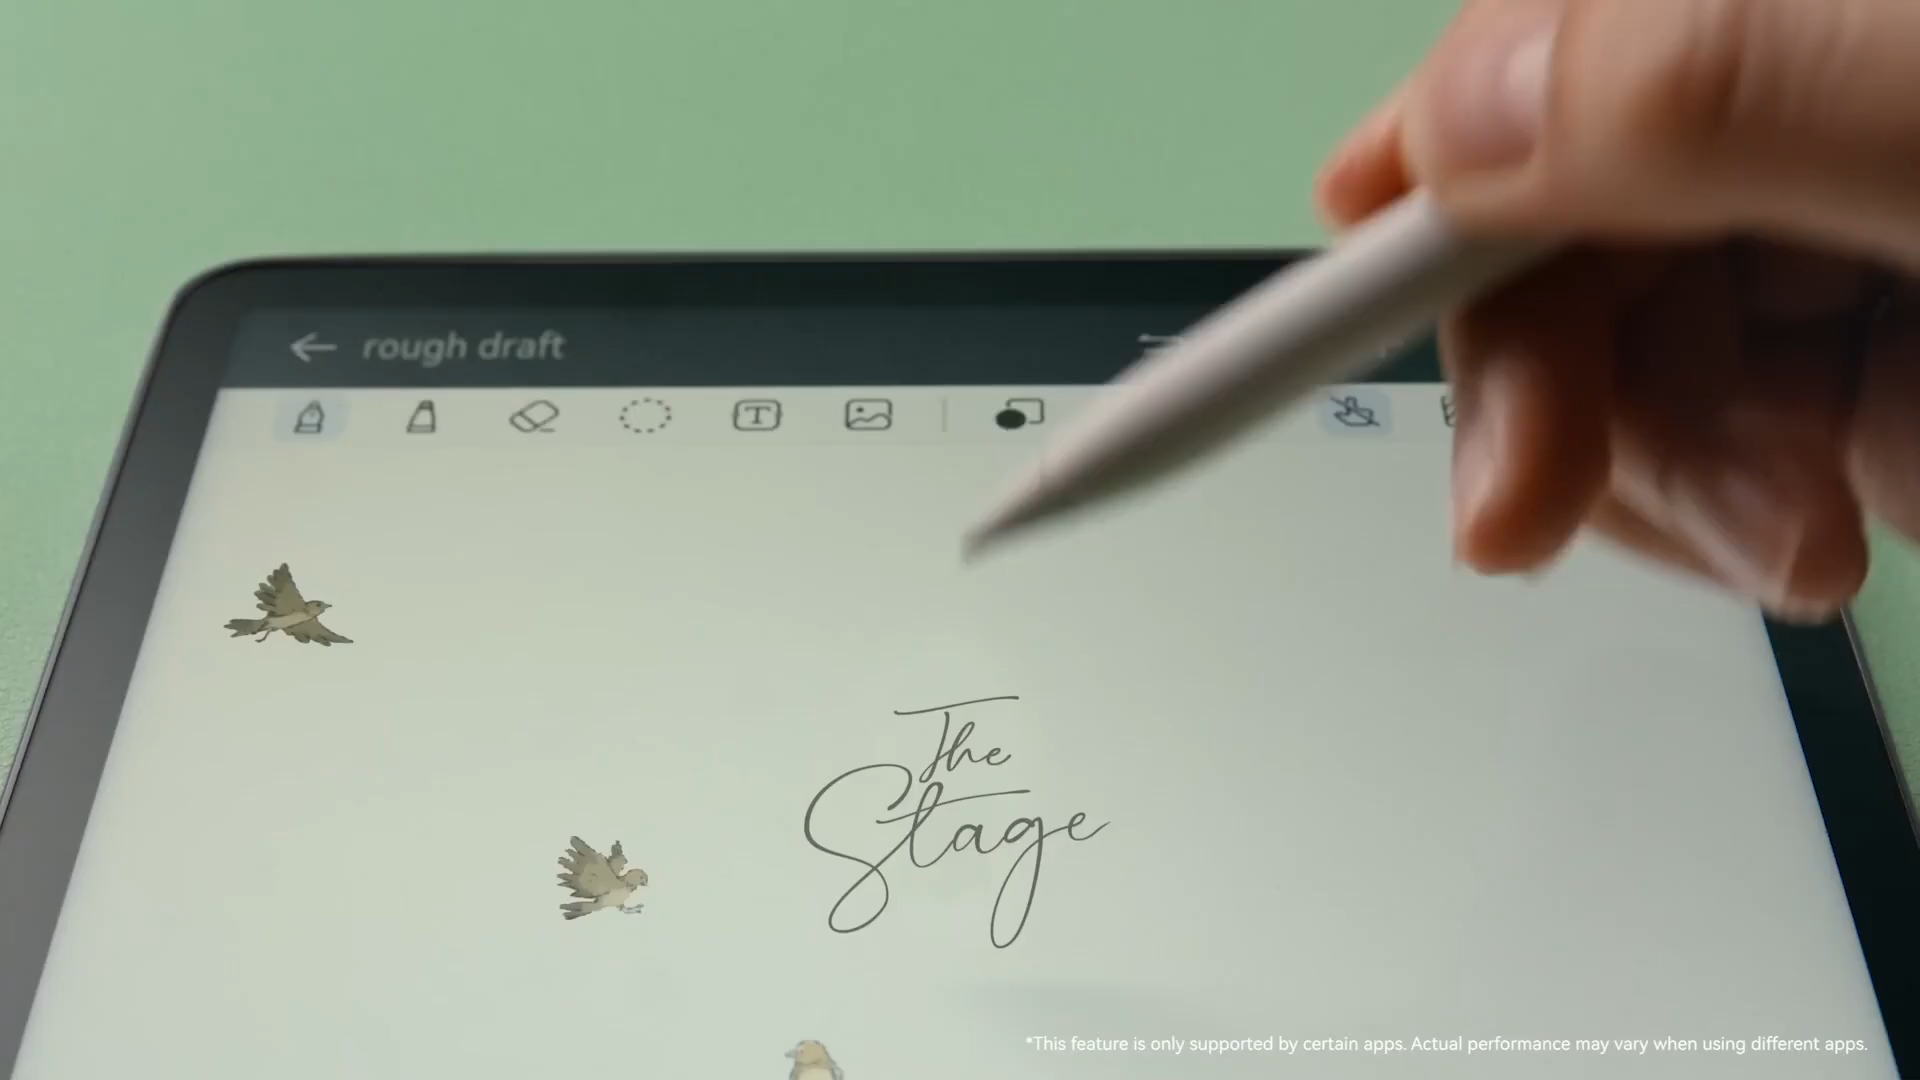 rough draft
T
The
Stage
*This feature is only supported by certain apps. Actual performance may vary when using different apps.